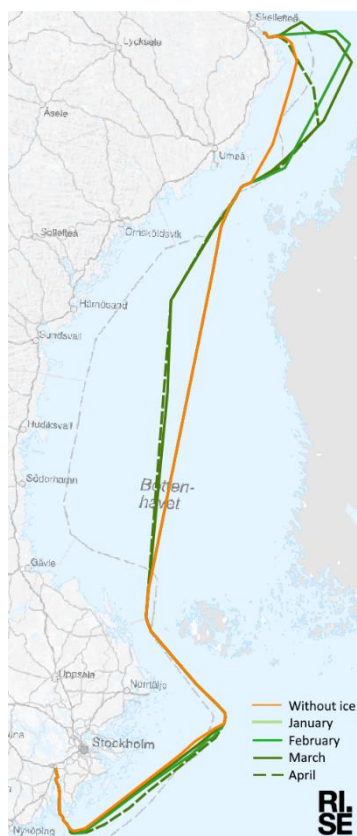 Skellefteå
Lycksele
Åsele
Umeå
Sollefteå
Örnsköldsvik
Härnösand
Sundsvall
Hudiksvall
Söderhamn
Botten-
havet
Gävle
Uppsala
Norrtälje
Stockholm
Nyköping
Without ice
January
February
March
April
RI.
SE